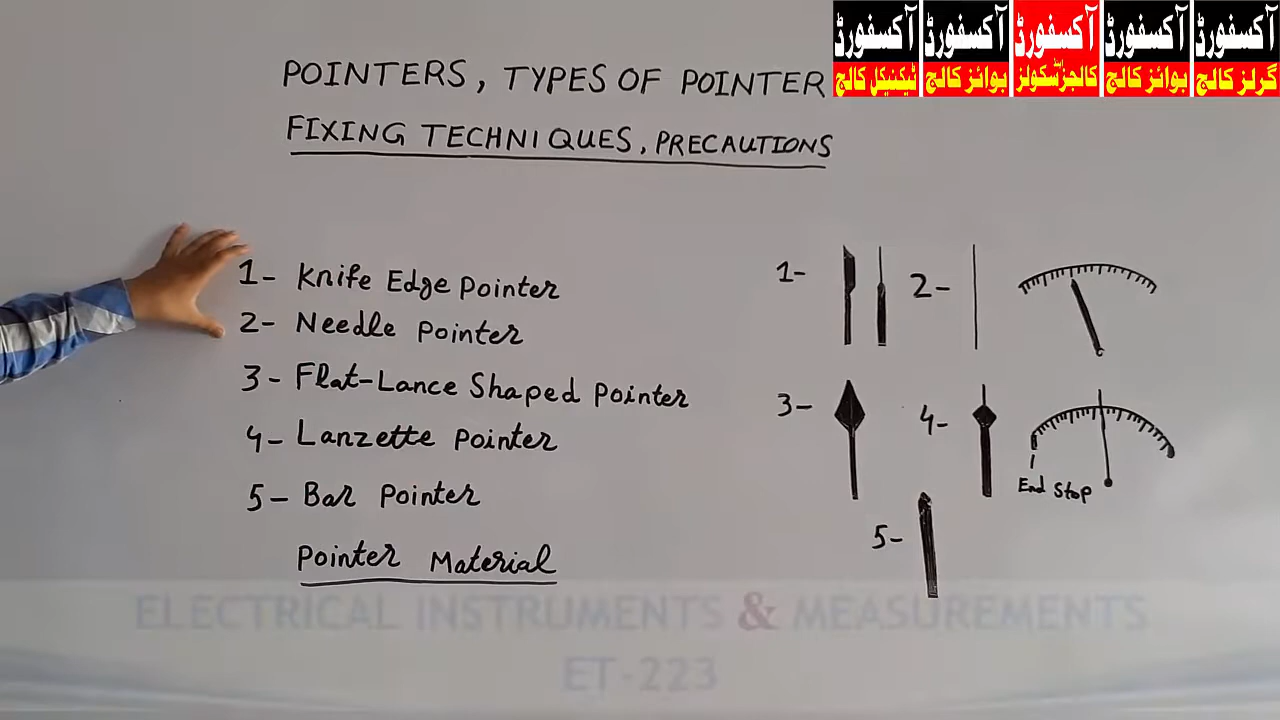 آکسفورڈ
ٹیکنیکل کالج
آکسفورڈ
بوائز کالج
آکسفورڈ
اینڈ
کالجز سکولز
آکسفورڈ
بوائز کالج
آکسفورڈ
گرلز کالج
POINTERS, TYPES OF POINTER
FIXING TECHNIQUES, PRECAUTIONS
1- Knife Edge Pointer
2- Needle Pointer
3- Flat-Lance Shaped Pointer
4- Lanzette Pointer
5- Bar Pointer
Pointer Material
1-
2-
3-
4-
End Stop
5-
ELECTRICAL INSTRUMENTS & MEASUREMENTS
ET-223